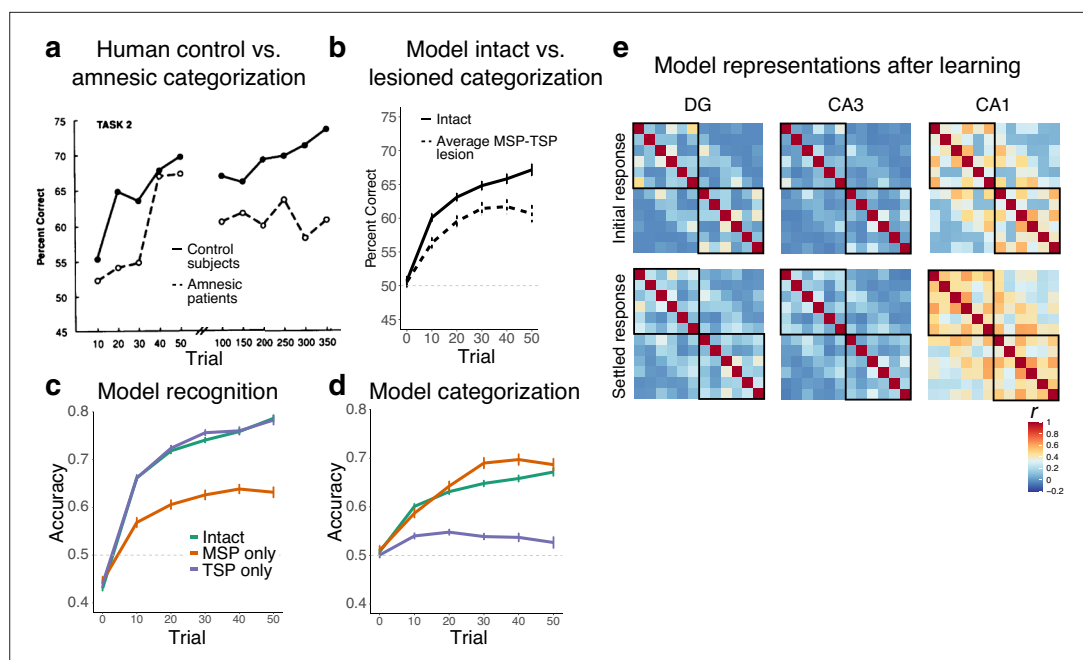 a
Human control vs.
amnesic categorization
Percent Correct
75
70
65
60
55
50
45
TASK 2
Control
subjects
Amnesic
patients
10 20 30 40 50 100 150 200 250 300 350
Trial
b
Model intact vs.
lesioned categorization
Percent Correct
75
70
65
60
55
50
45
Intact
Average MSP-TSP
lesion
0 10 20 30 40 50
Trial
c
Model recognition
Accuracy
0.8
0.7
0.6
0.5
0.4
Intact
MSP only
TSP only
0 10 20 30 40 50
Trial
d
Model categorization
Accuracy
0.8
0.7
0.6
0.5
0.4
0 10 20 30 40 50
Trial
e
Model representations after learning
DG CA3 CA1
Initial response
Settled response
r
1
0.8
0.6
0.4
0.2
0
−0.2